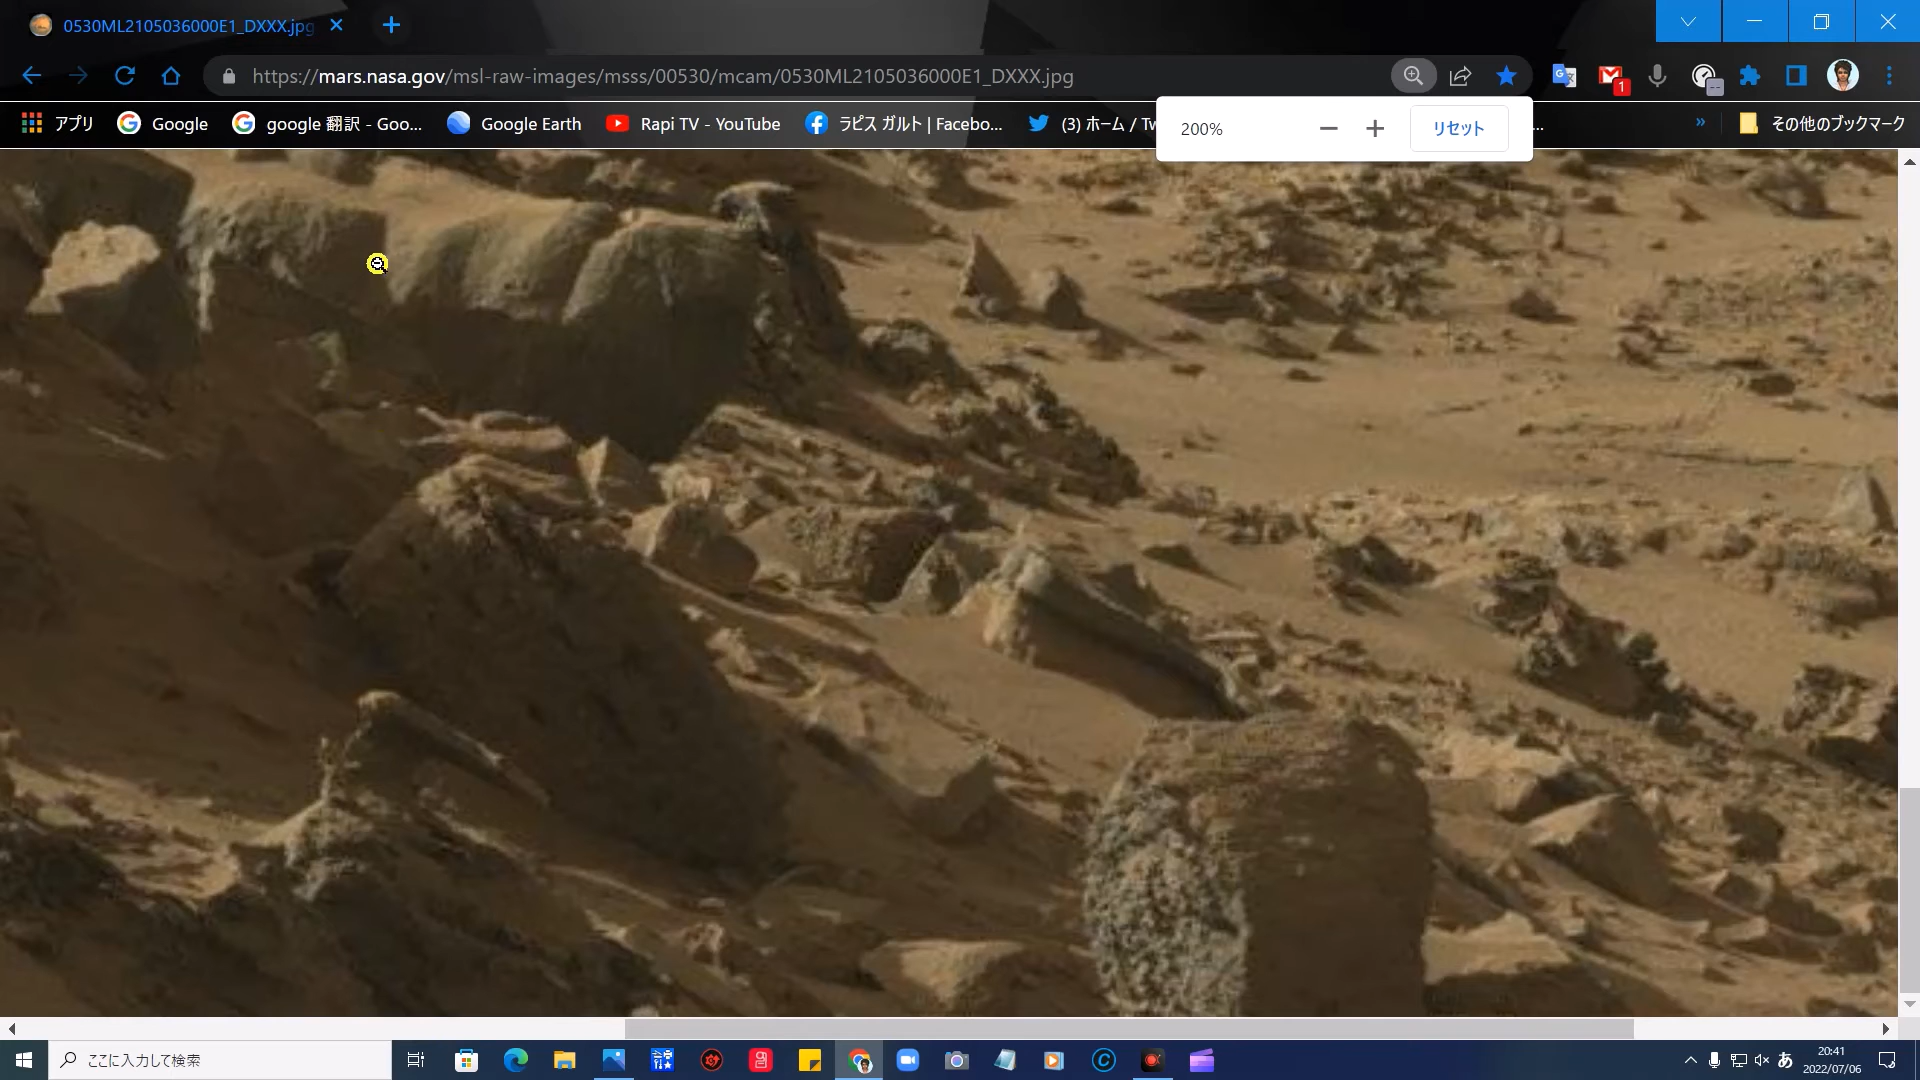 0530ML2105036000E1_DXXX.jpg
https://mars.nasa.gov/msl-raw-images/msss/00530/mcam/0530ML2105036000E1_DXXX.jpg
1
アプリ
Google
google 翻訳 - Goo...
Google Earth
Rapi TV - YouTube
ラピス ガルト | Facebo...
(3) ホーム / Tw
...
»
その他のブックマーク
200%
リセット
ここに入力して検索
あ
20:41
2022/07/06